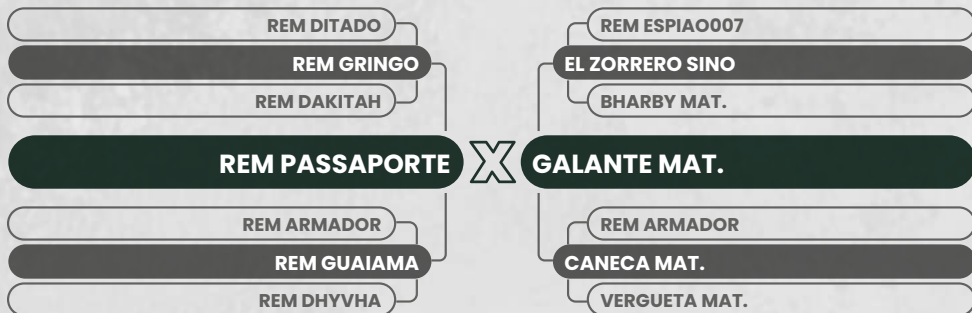 REM DITADO
REM GRINGO
REM DAKITAH
REM PASSAPORTE
REM ARMADOR
REM GUAIAMA
REM DHYVHA
X
REM ESPIAO007
EL ZORRERO SINO
BHARBY MAT.
GALANTE MAT.
REM ARMADOR
CANECA MAT.
VERGUETA MAT.